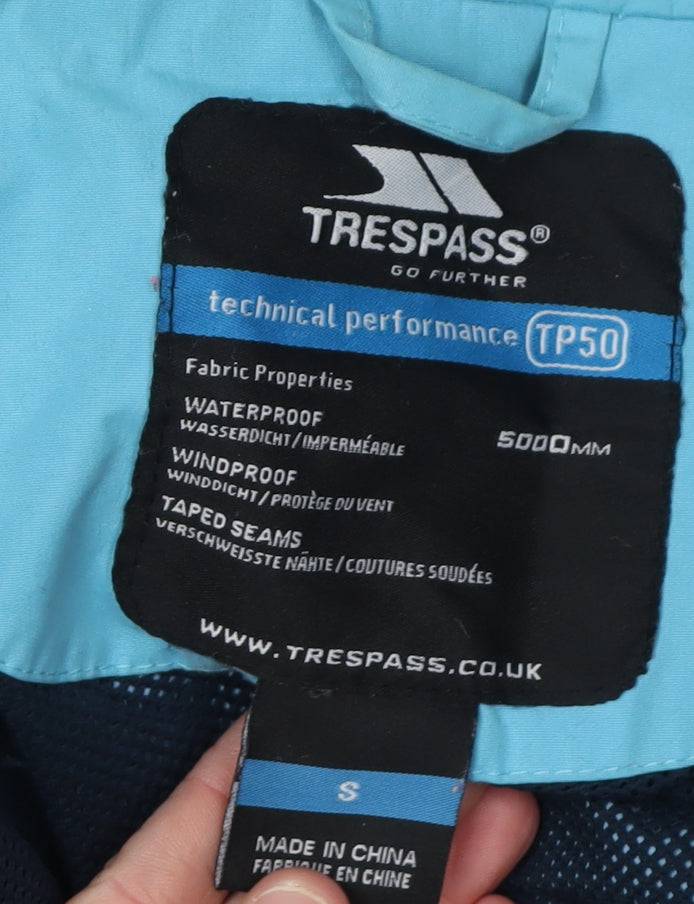 TRESPASS®
GO FURTHER
technical performance TP50
Fabric Properties
WATERPROOF 5000MM
WASSERDICHT/IMPERMÉABLE
WINDPROOF
WINDDICHT/PROTÈGE DU VENT
TAPED SEAMS
VERSCHWEISSTE NÄHTE/COUTURES SOUDÉES
WWW.TRESPASS.CO.UK
S
MADE IN CHINA
FABRIQUE EN CHINE